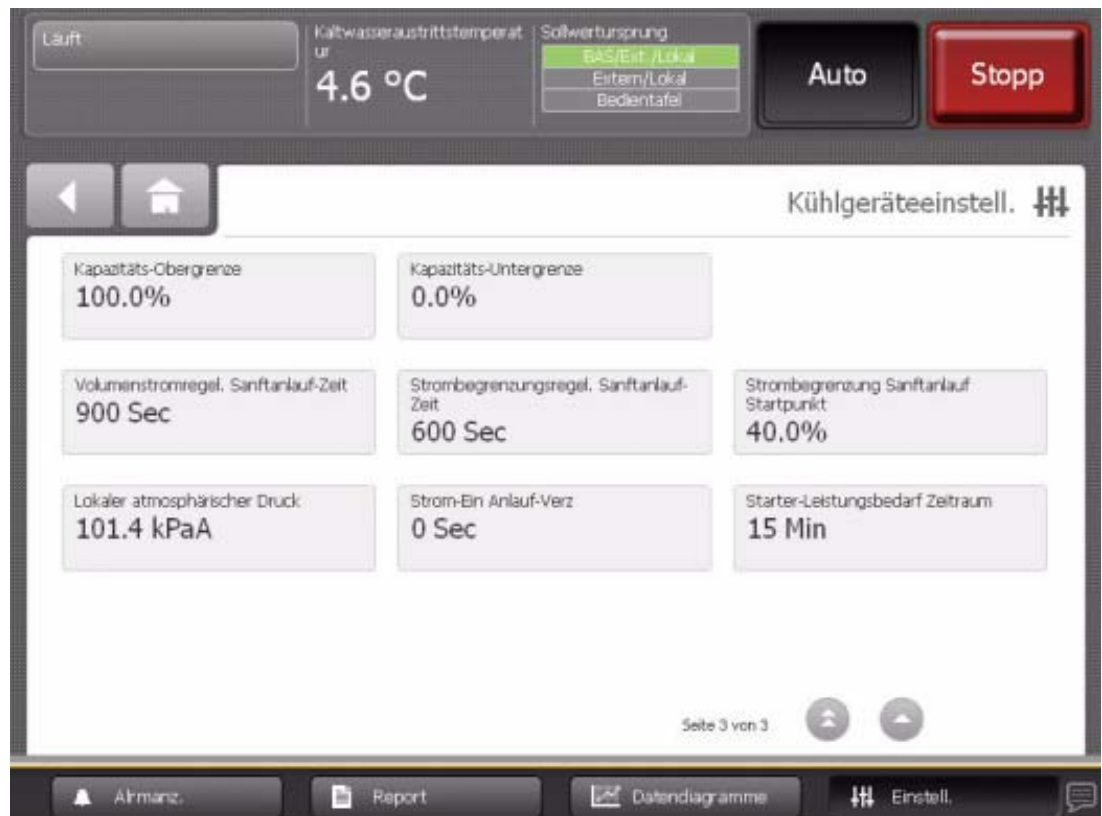 Läuft
Kaltwasseraustrittstemperat
ur
4.6 °C
Sollwertursprung
BAS/Ext./Lokal
Extern/Lokal
Bedientafel
Auto
Stopp
Kühlgeräteeinstell.
Kapazitäts-Obergrenze
100.0%
Kapazitäts-Untergrenze
0.0%
Volumenstromregel. Sanftanlauf-Zeit
900 Sec
Strombegrenzungsregel. Sanftanlauf-
Zeit
600 Sec
Strombegrenzung Sanftanlauf
Startpunkt
40.0%
Lokaler atmosphärischer Druck
101.4 kPaA
Strom-Ein Anlauf-Verz
0 Sec
Starter-Leistungsbedarf Zeitraum
15 Min
Seite 3 von 3
Alrmanz.
Report
Datendiagramme
Einstell.